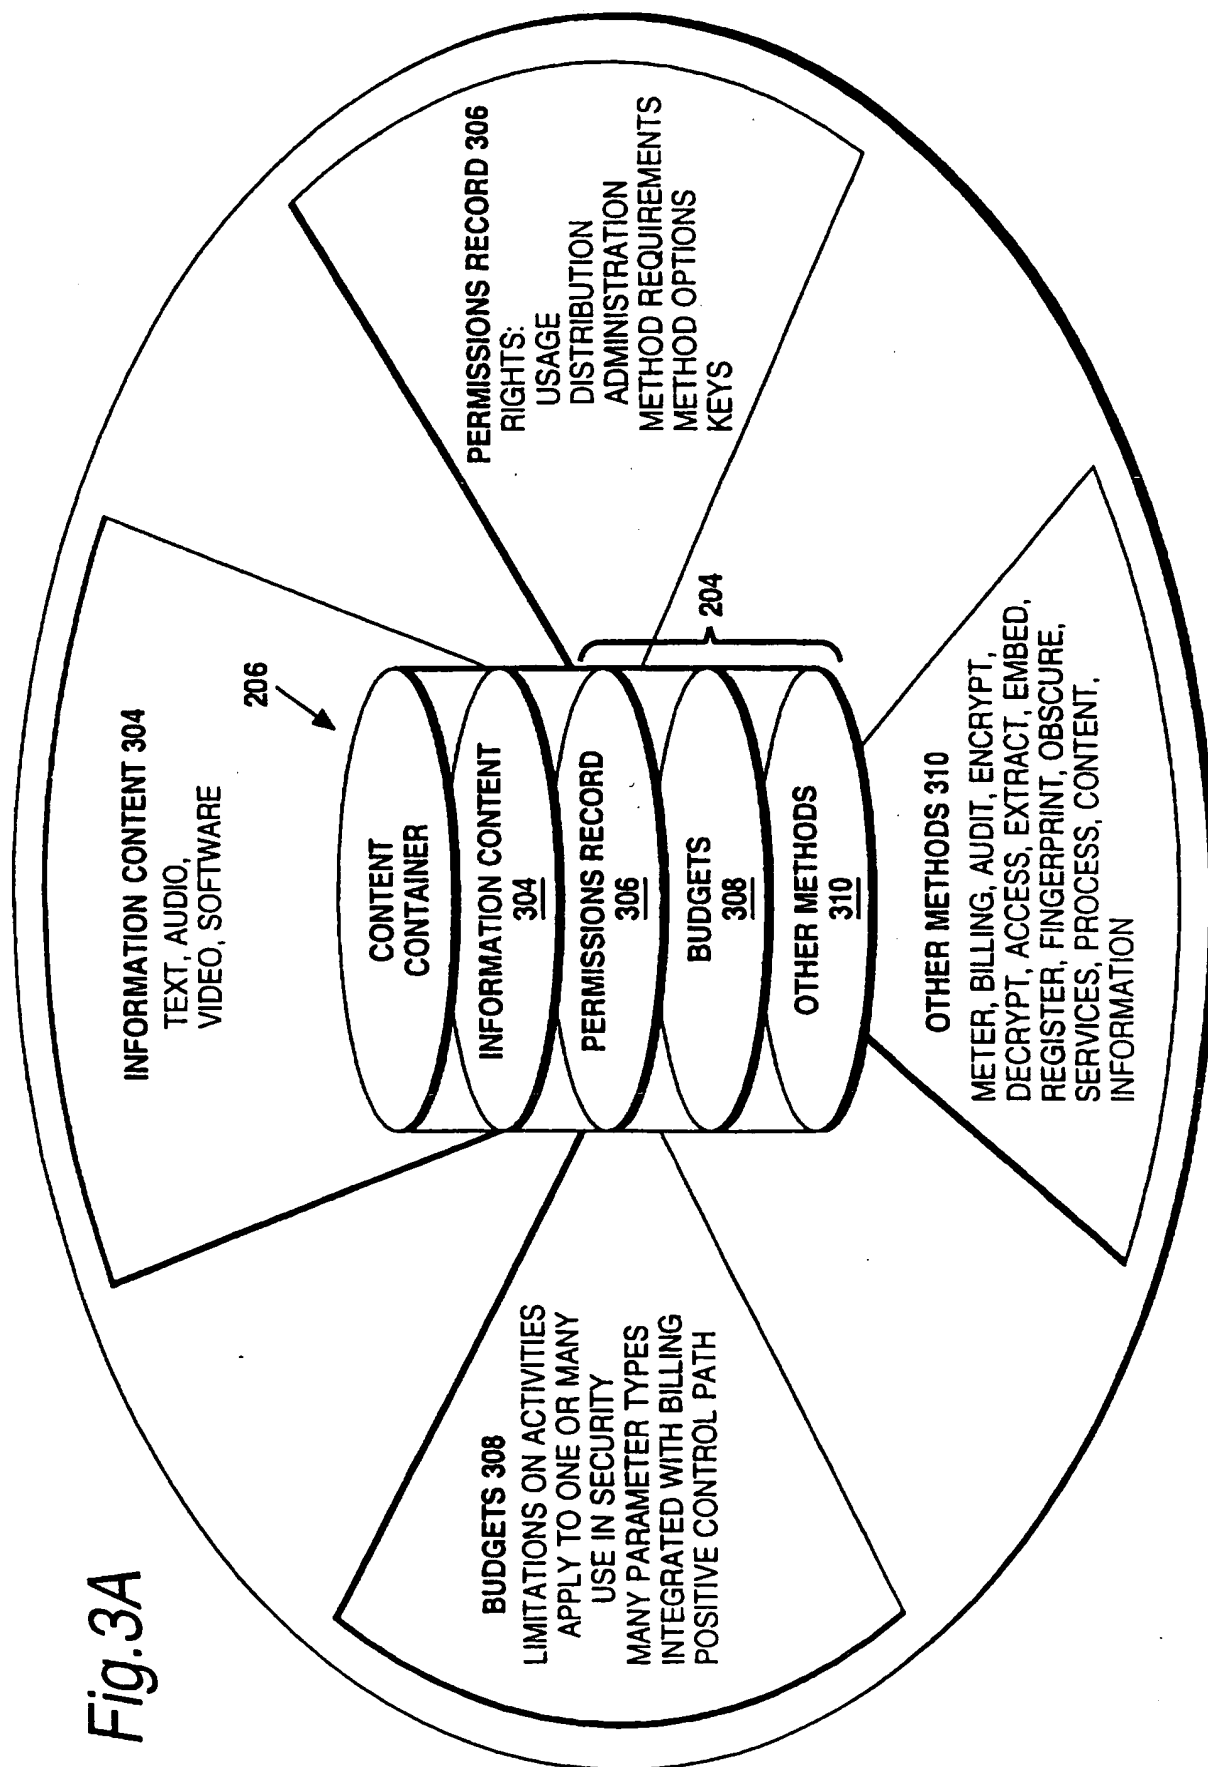 Fig.3A
INFORMATION CONTENT 304
TEXT, AUDIO,
VIDEO, SOFTWARE
206
BUDGETS 308
LIMITATIONS ON ACTIVITIES
APPLY TO ONE OR MANY
USE IN SECURITY
MANY PARAMETER TYPES
INTEGRATED WITH BILLING
POSITIVE CONTROL PATH
CONTENT
CONTAINER
INFORMATION CONTENT
304
PERMISSIONS RECORD
306
BUDGETS
308
OTHER METHODS
310
204
PERMISSIONS RECORD 306
RIGHTS:
USAGE
DISTRIBUTION
ADMINISTRATION
METHOD REQUIREMENTS
METHOD OPTIONS
KEYS
OTHER METHODS 310
METER, BILLING, AUDIT, ENCRYPT,
DECRYPT, ACCESS, EXTRACT, EMBED,
REGISTER, FINGERPRINT, OBSCURE,
SERVICES, PROCESS, CONTENT,
INFORMATION